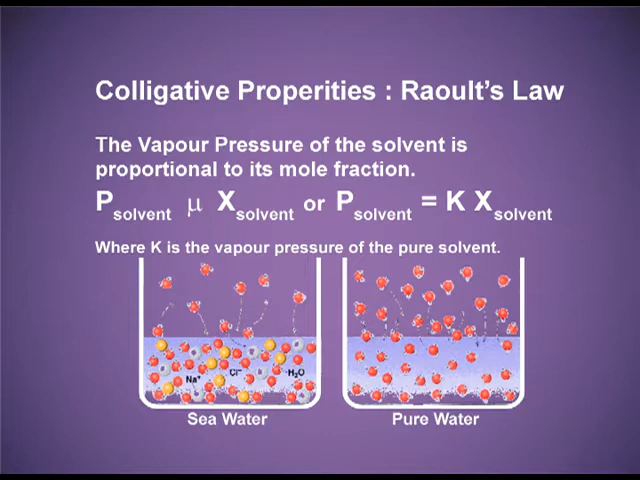 Colligative Properities : Raoult's Law
The Vapour Pressure of the solvent is
proportional to its mole fraction.
Psolvent μ Xsolvent or Psolvent = K Xsolvent
Where K is the vapour pressure of the pure solvent.
Na+ Cl- H2O
Sea Water Pure Water